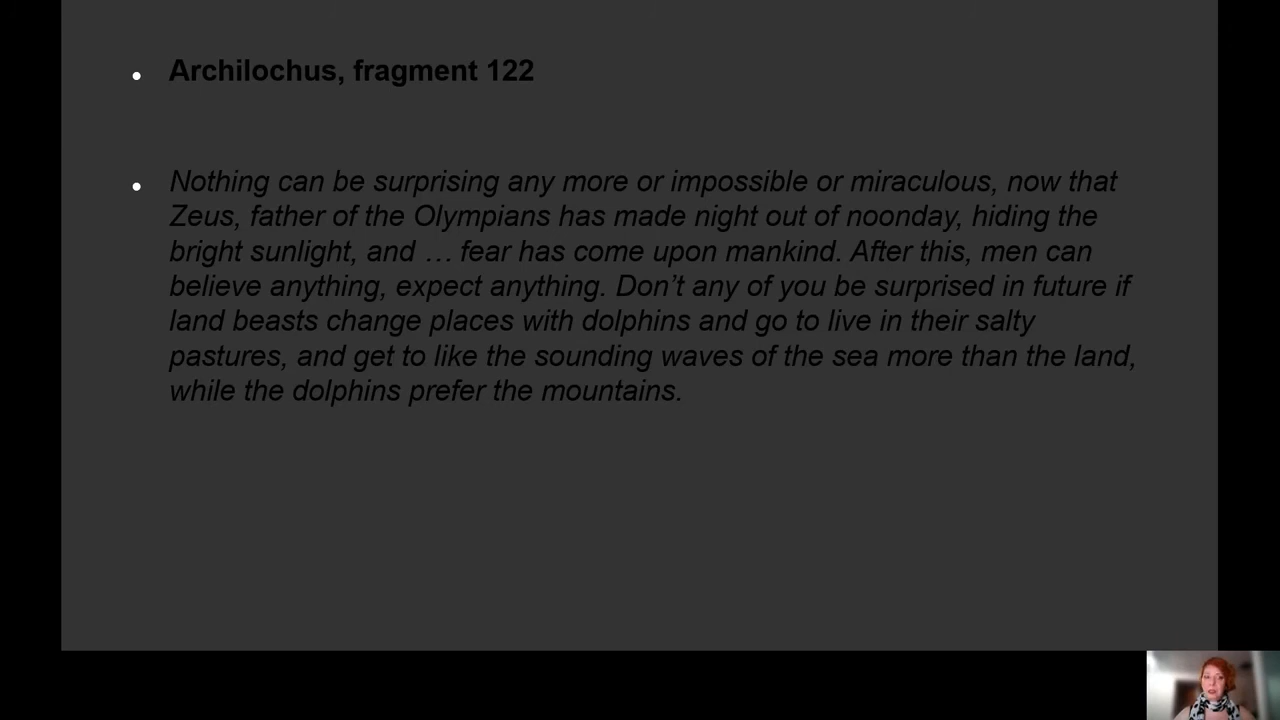 Archilochus, fragment 122
Nothing can be surprising any more or impossible or miraculous, now that
Zeus, father of the Olympians has made night out of noonday, hiding the
bright sunlight, and … fear has come upon mankind. After this, men can
believe anything, expect anything. Don’t any of you be surprised in future if
land beasts change places with dolphins and go to live in their salty
pastures, and get to like the sounding waves of the sea more than the land,
while the dolphins prefer the mountains.